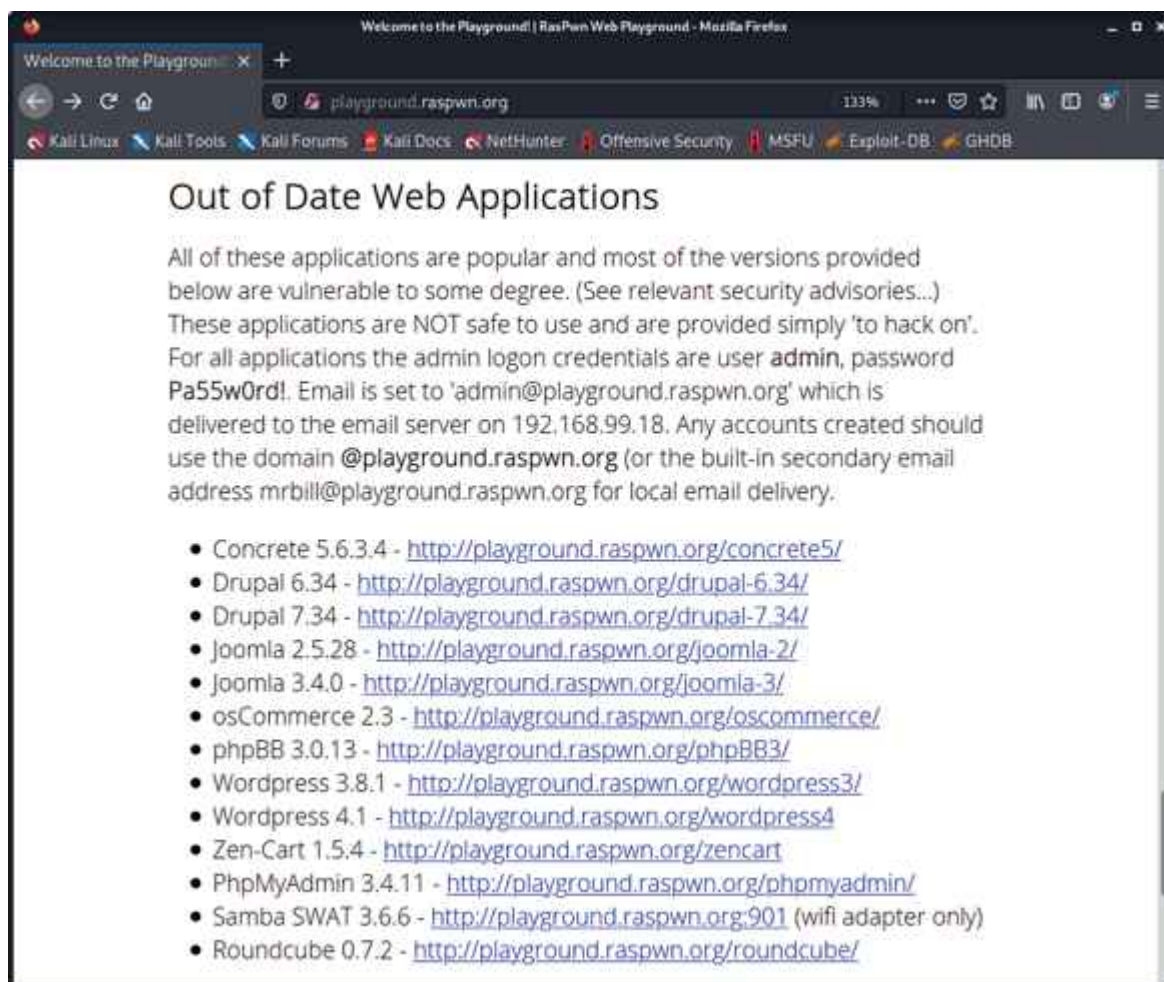 Welcome to the Playground! | RasPwn Web Playground - Mozilla Firefox
Welcome to the Playground
playground.raspwn.org 133%
Kali Linux Kali Tools Kali Forums Kali Docs NetHunter Offensive Security MSFU Exploit-DB GHDB
Out of Date Web Applications
All of these applications are popular and most of the versions provided
below are vulnerable to some degree. (See relevant security advisories...)
These applications are NOT safe to use and are provided simply 'to hack on'.
For all applications the admin logon credentials are user admin, password
Pa55w0rd!. Email is set to 'admin@playground.raspwn.org' which is
delivered to the email server on 192.168.99.18. Any accounts created should
use the domain @playground.raspwn.org (or the built-in secondary email
address mrbill@playground.raspwn.org for local email delivery.
• Concrete 5.6.3.4 - http://playground.raspwn.org/concrete5/
• Drupal 6.34 - http://playground.raspwn.org/drupal-6.34/
• Drupal 7.34 - http://playground.raspwn.org/drupal-7.34/
• Joomla 2.5.28 - http://playground.raspwn.org/joomla-2/
• Joomla 3.4.0 - http://playground.raspwn.org/joomla-3/
• osCommerce 2.3 - http://playground.raspwn.org/oscommerce/
• phpBB 3.0.13 - http://playground.raspwn.org/phpBB3/
• Wordpress 3.8.1 - http://playground.raspwn.org/wordpress3/
• Wordpress 4.1 - http://playground.raspwn.org/wordpress4
• Zen-Cart 1.5.4 - http://playground.raspwn.org/zencart
• PhpMyAdmin 3.4.11 - http://playground.raspwn.org/phpmyadmin/
• Samba SWAT 3.6.6 - http://playground.raspwn.org:901 (wifi adapter only)
• Roundcube 0.7.2 - http://playground.raspwn.org/roundcube/